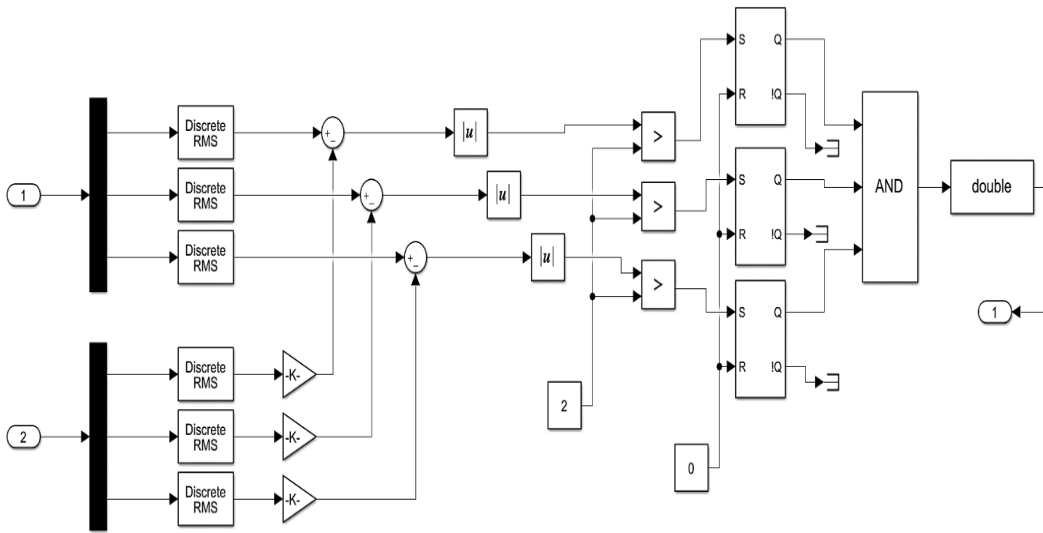 S Q
R !Q
Discrete
RMS
+
−
|u|
>
1
Discrete
RMS
+
−
|u|
>
S Q
R !Q
AND
double
Discrete
RMS
+
−
|u|
>
S Q
R !Q
1
Discrete
RMS
-K-
2
2
Discrete
RMS
-K-
0
Discrete
RMS
-K-